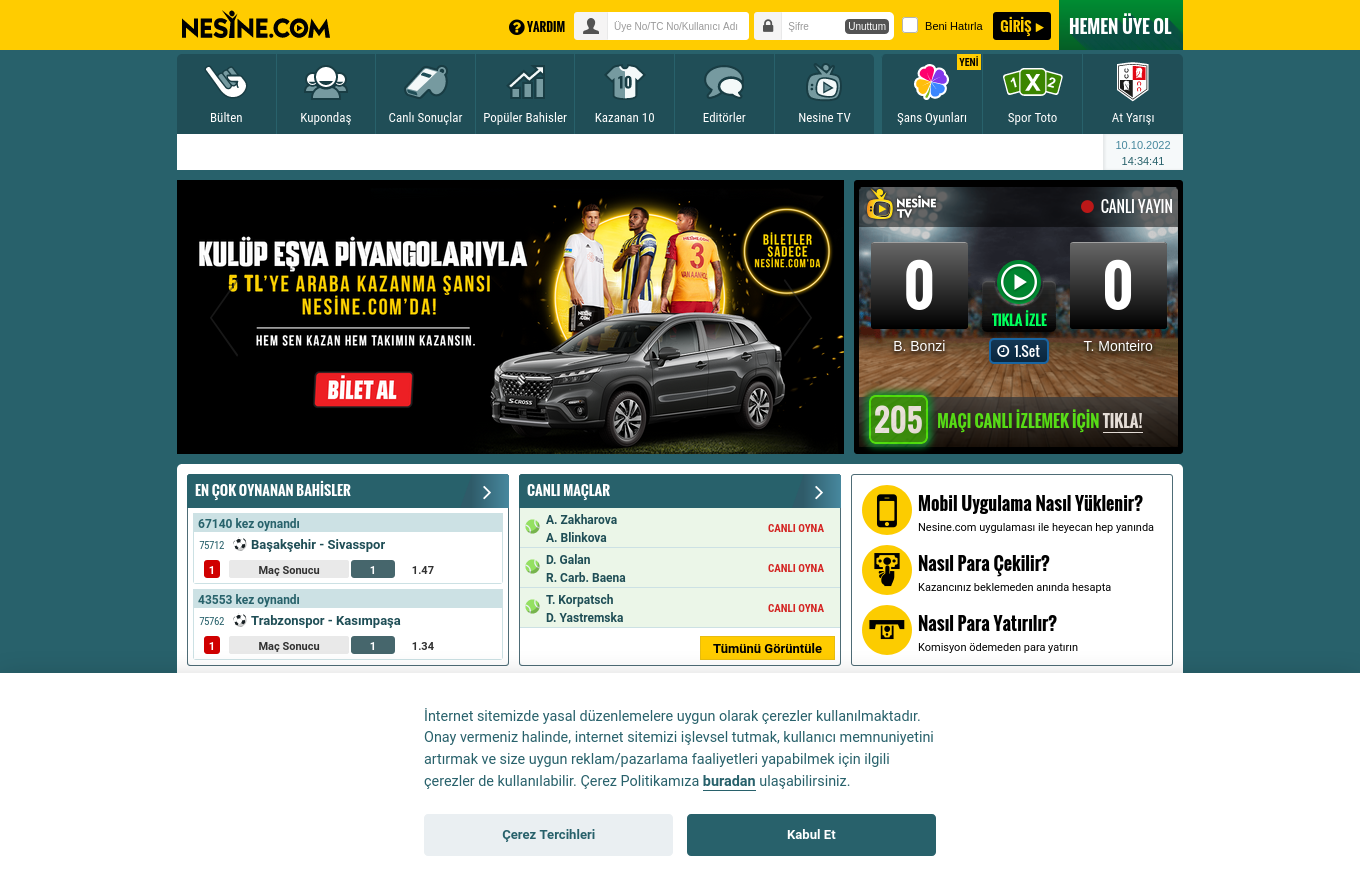 NESİNE.COM
YARDIM
Üye No/TC No/Kullanıcı Adı
Şifre
Unuttum
Beni Hatırla
GİRİŞ
HEMEN ÜYE OL
YENİ
10
1 X 2
Bülten
Kupondaş
Canlı Sonuçlar
Popüler Bahisler
Kazanan 10
Editörler
Nesine TV
Şans Oyunları
Spor Toto
At Yarışı
10.10.2022
14:34:41
KULÜP EŞYA PİYANGOLARIYLA
5 TL'YE ARABA KAZANMA ŞANSI
NESİNE.COM'DA!
HEM SEN KAZAN HEM TAKIMIN KAZANSIN.
BİLET AL
BİLETLER
SADECE
NESİNE.COM'DA
3
S-CROSS
NESİNE
TV
CANLI YAYIN
0
0
TIKLA İZLE
B. Bonzi
T. Monteiro
1.Set
205
MAÇI CANLI İZLEMEK İÇİN TIKLA!
EN ÇOK OYNANAN BAHİSLER
67140 kez oynandı
75712 Başakşehir - Sivasspor
1 Maç Sonucu 1 1.47
43553 kez oynandı
75762 Trabzonspor - Kasımpaşa
1 Maç Sonucu 1 1.34
CANLI MAÇLAR
A. Zakharova
A. Blinkova
CANLI OYNA
D. Galan
R. Carb. Baena
CANLI OYNA
T. Korpatsch
D. Yastremska
CANLI OYNA
Tümünü Görüntüle
Mobil Uygulama Nasıl Yüklenir?
Nesine.com uygulaması ile heyecan hep yanında
Nasıl Para Çekilir?
Kazancınız beklemeden anında hesapta
Nasıl Para Yatırılır?
Komisyon ödemeden para yatırın
İnternet sitemizde yasal düzenlemelere uygun olarak çerezler kullanılmaktadır.
Onay vermeniz halinde, internet sitemizi işlevsel tutmak, kullanıcı memnuniyetini
artırmak ve size uygun reklam/pazarlama faaliyetleri yapabilmek için ilgili
çerezler de kullanılabilir. Çerez Politikamıza buradan ulaşabilirsiniz.
Çerez Tercihleri
Kabul Et